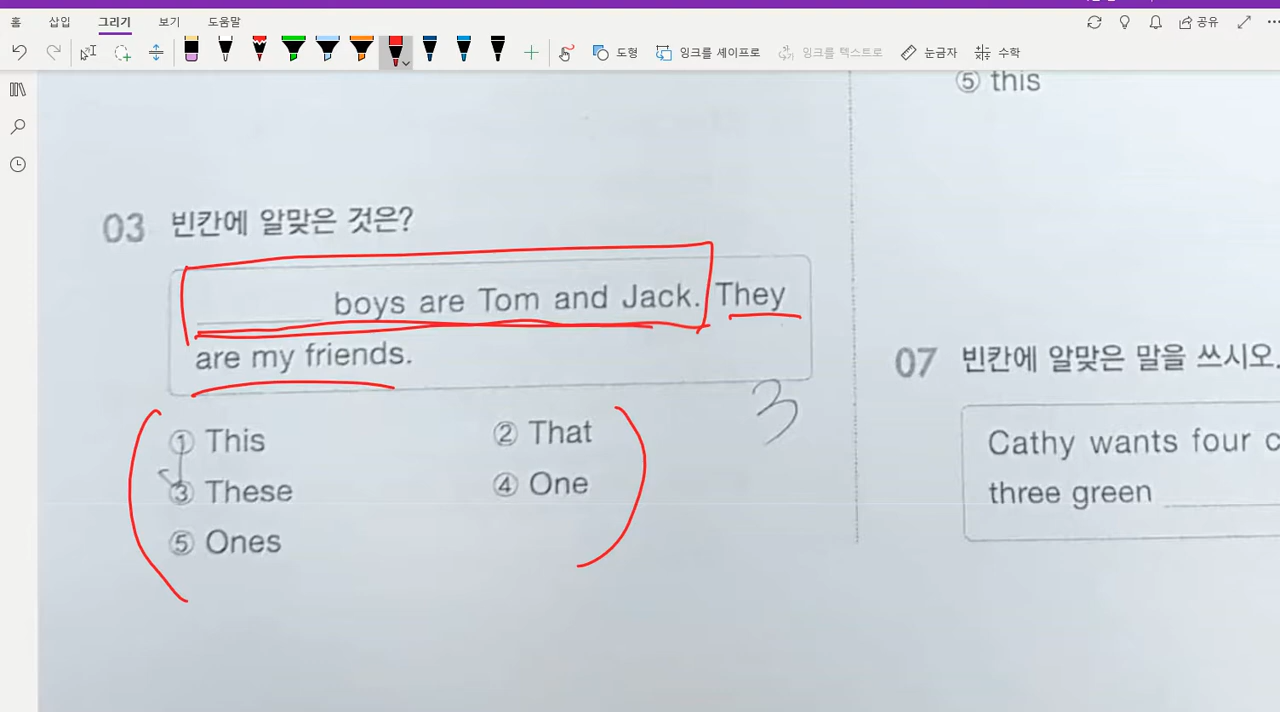 홈 삽입 그리기 보기 도움말
공유
도형 잉크를 셰이프로 잉크를 텍스트로 눈금자 수학
⑤ this
03 빈칸에 알맞은 것은?
________ boys are Tom and Jack. They
are my friends.
3
① This ② That
③ These ④ One
⑤ Ones
07 빈칸에 알맞은 말을 쓰시오.
Cathy wants four c
three green ________